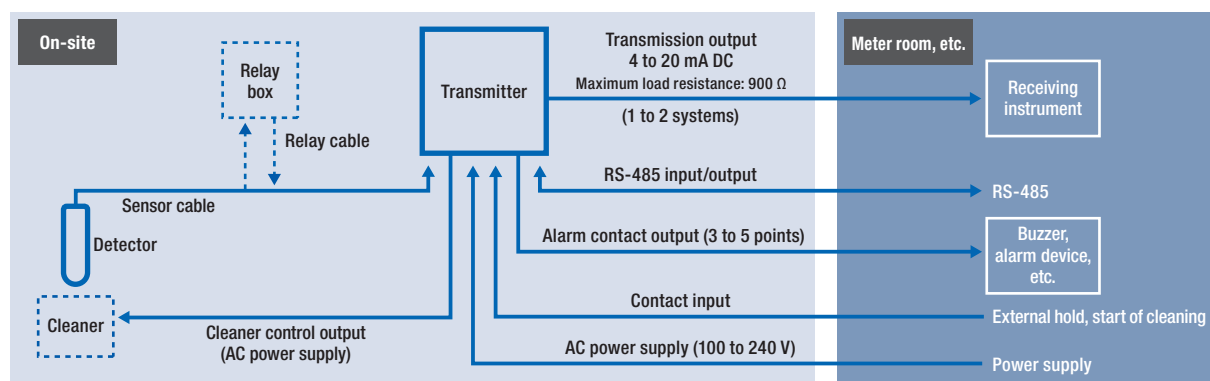 On-site
Relay
box
Relay cable
Sensor cable
Detector
Cleaner
Cleaner control output
(AC power supply)
Transmitter
Transmission output
4 to 20 mA DC
Maximum load resistance: 900 Ω
(1 to 2 systems)
RS-485 input/output
Alarm contact output (3 to 5 points)
Contact input
AC power supply (100 to 240 V)
Meter room, etc.
Receiving
instrument
RS-485
Buzzer,
alarm device,
etc.
External hold, start of cleaning
Power supply